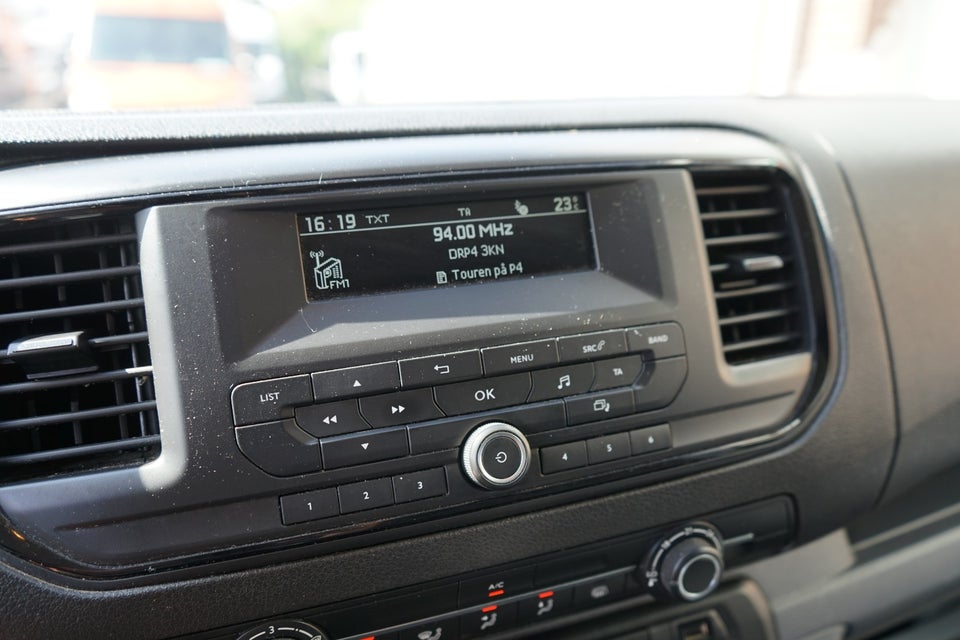 16:19 TXT TA 23°C
94.00 MHz
DRP4 3KN
FM1 Touren på P4
LIST MENU SRC BAND
OK TA
1 2 3 4 5 6
A/C
3